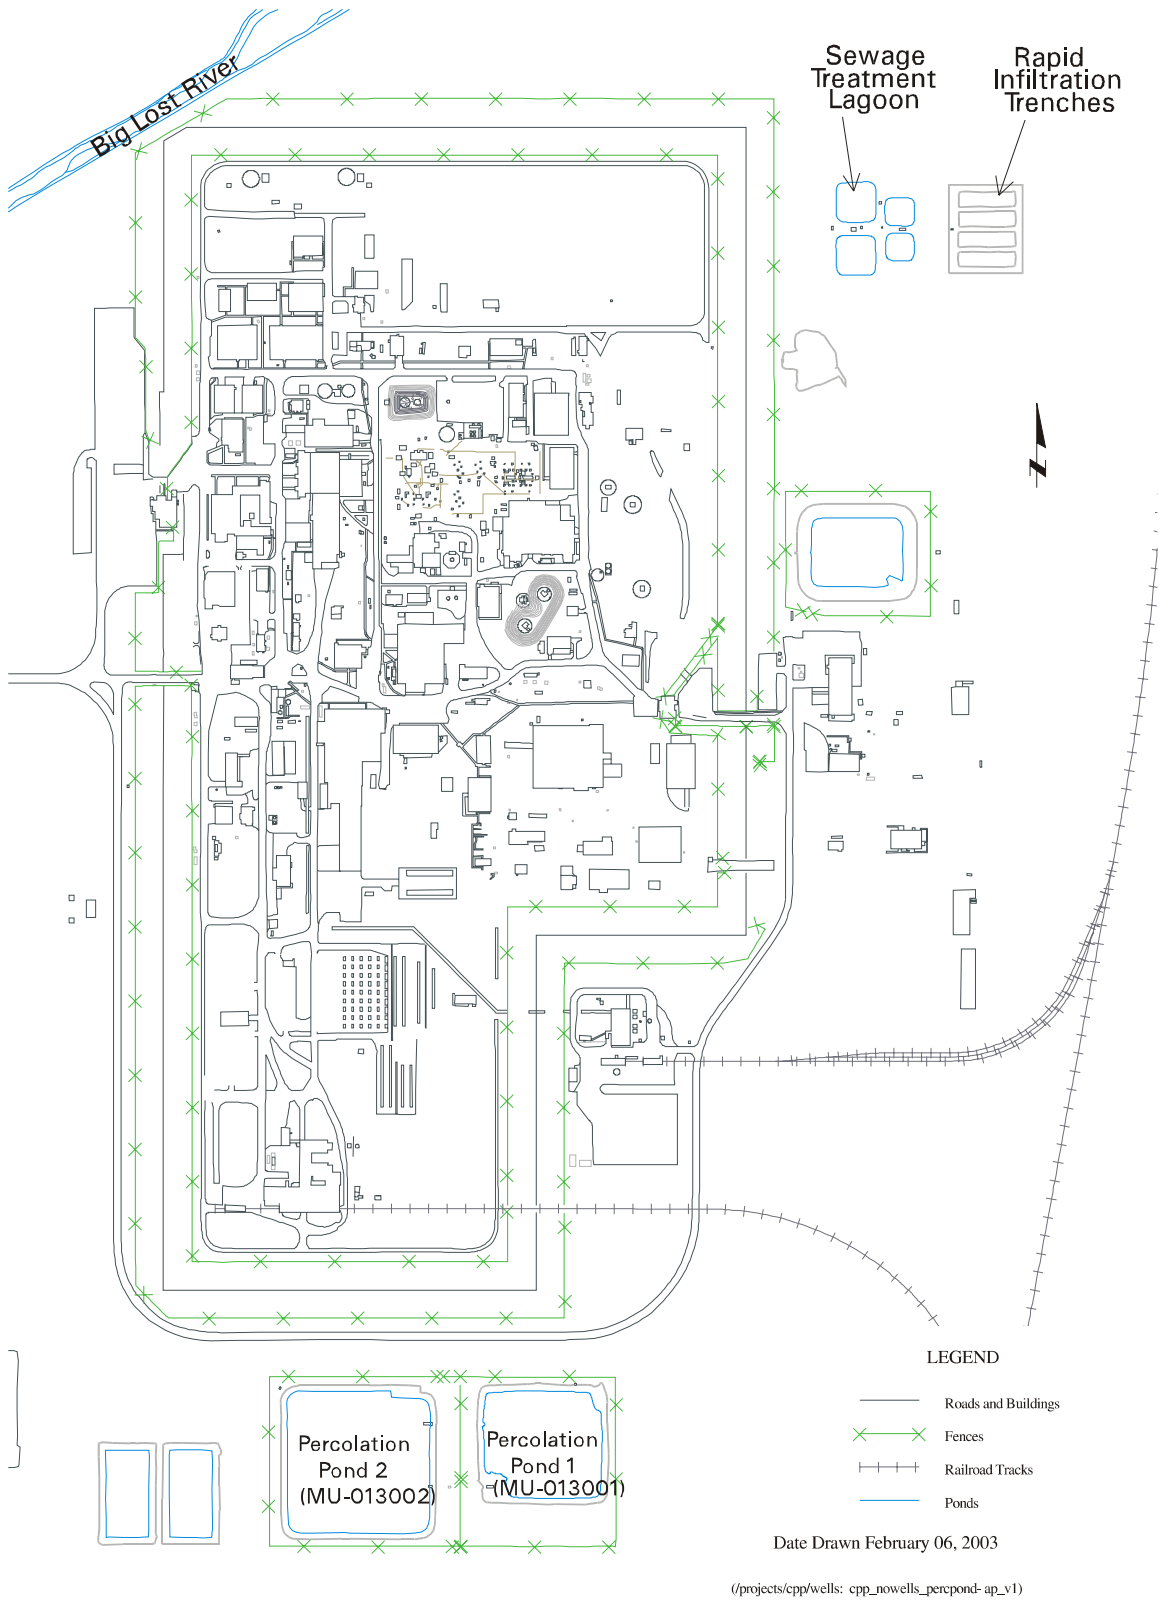 Big Lost River
Sewage
Treatment
Lagoon
Rapid
Infiltration
Trenches
N
Percolation
Pond 2
(MU-013002)
Percolation
Pond 1
(MU-013001)
LEGEND
Roads and Buildings
Fences
Railroad Tracks
Ponds
Date Drawn February 06, 2003
(/projects/cpp/wells: cpp_nowells_percpond- ap_v1)